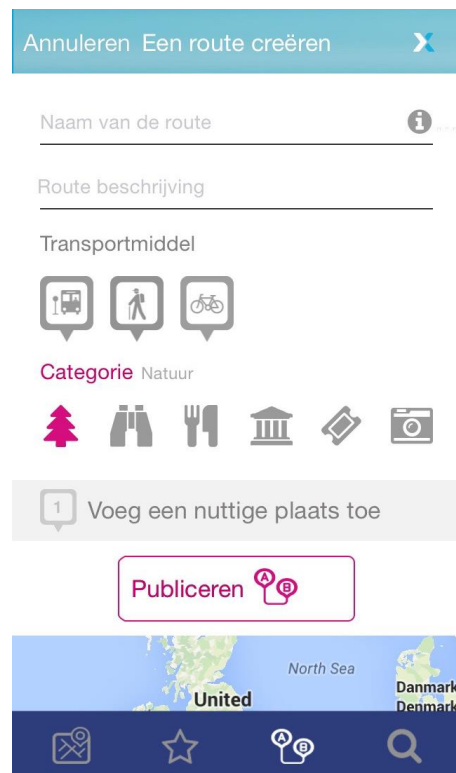 Annuleren Een route creëren X
Naam van de route
Route beschrijving
Transportmiddel
Categorie Natuur
1 Voeg een nuttige plaats toe
Publiceren A B
North Sea
United
Danmark
Denmark
A B